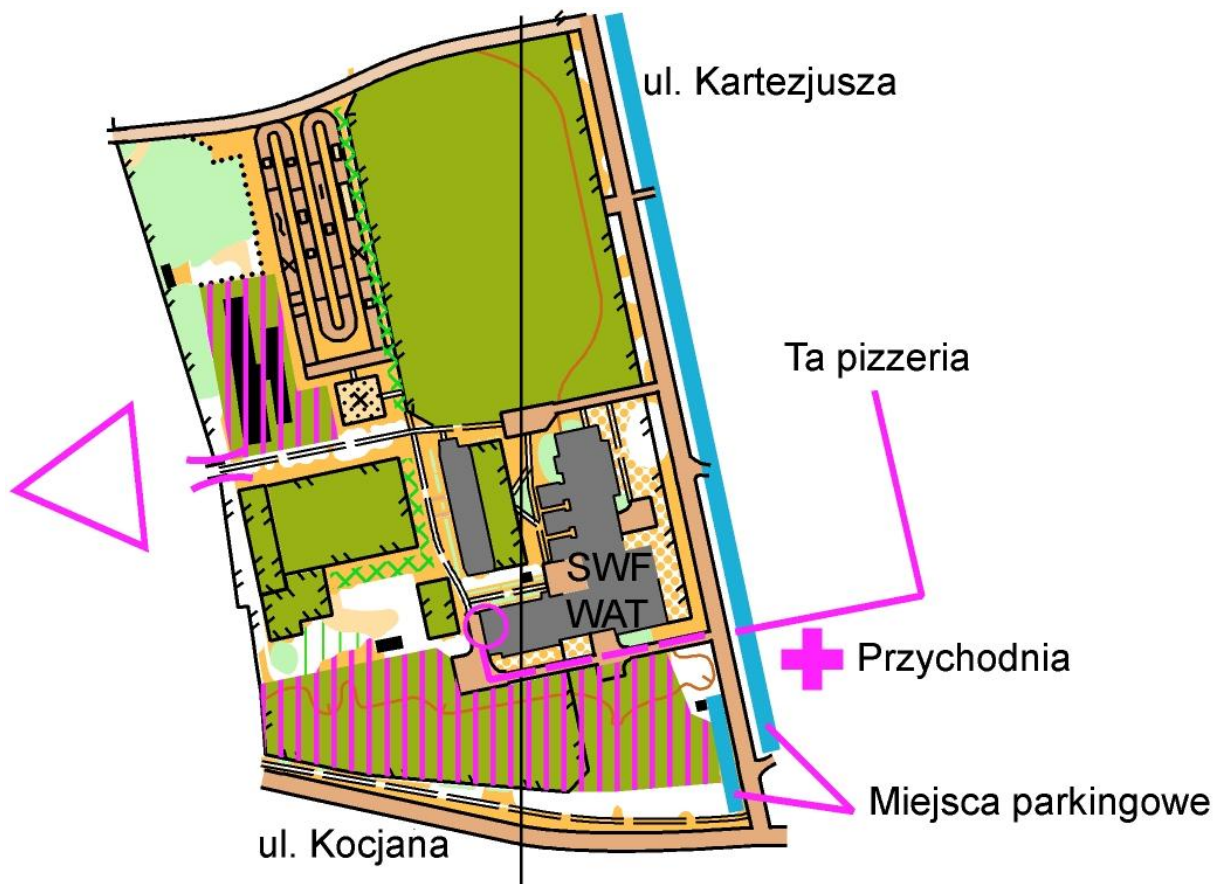 ul. Kartezjusza
Ta pizzeria
SWF
WAT
Przychodnia
Miejsca parkingowe
ul. Kocjana